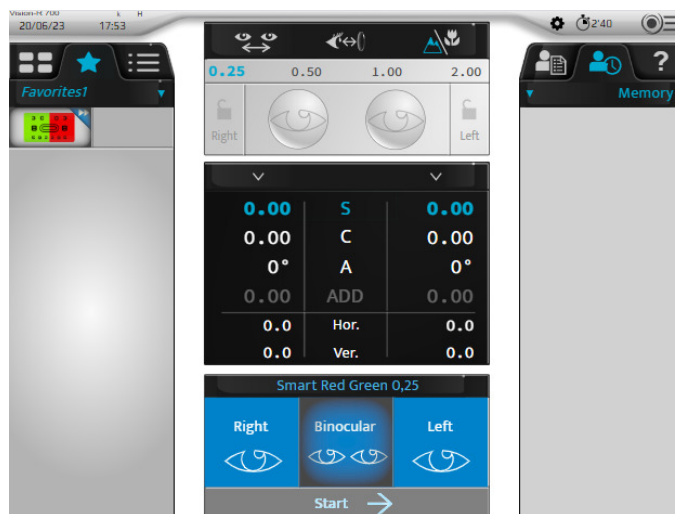 Vision-R 700
20/06/23 17:53
2'40
Favorites1
Memory
?
0.25 0.50 1.00 2.00
Right Left
0.00 S 0.00
0.00 C 0.00
0° A 0°
0.00 ADD 0.00
0.0 Hor. 0.0
0.0 Ver. 0.0
Smart Red Green 0,25
Right Binocular Left
Start